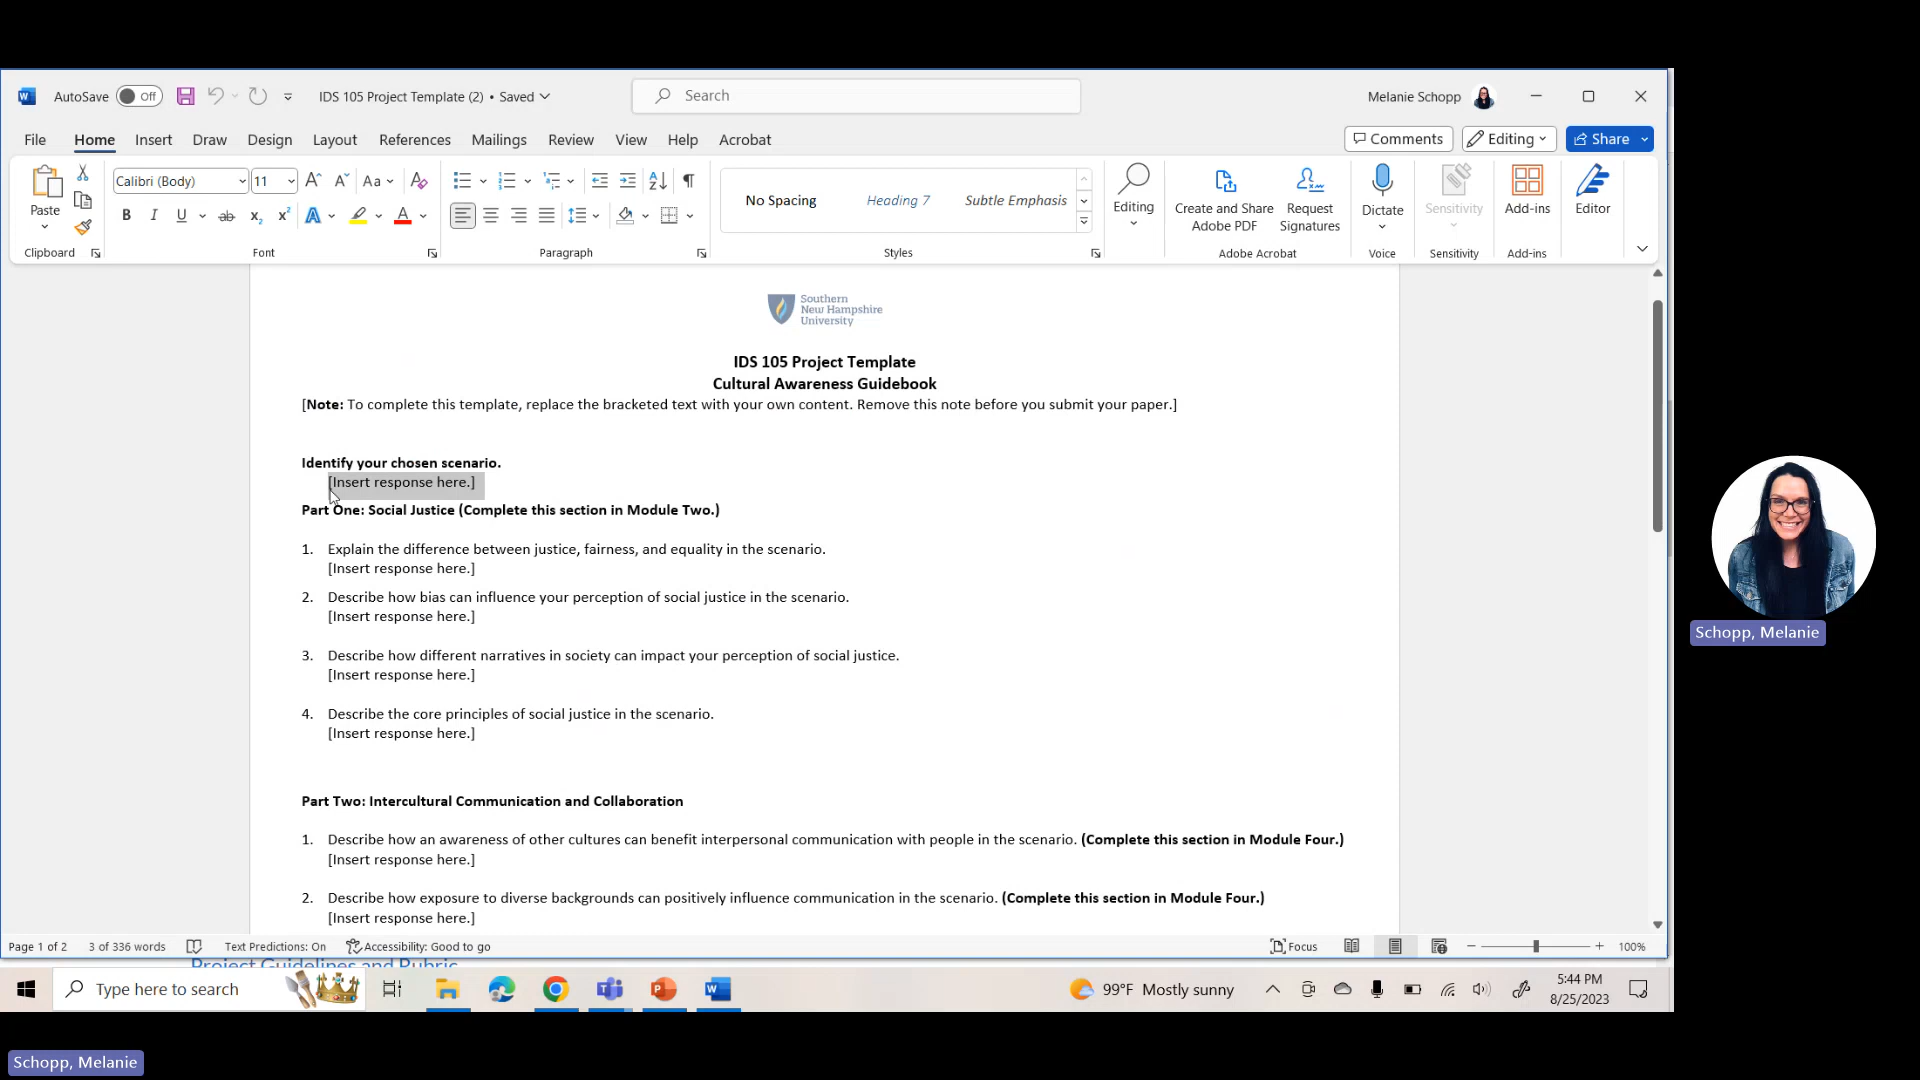 AutoSave Off IDS 105 Project Template (2) • Saved Search Melanie Schopp
File Home Insert Draw Design Layout References Mailings Review View Help Acrobat Comments Editing Share
Calibri (Body) 11 Aa
No Spacing Heading 7 Subtle Emphasis
Paste
Editing
Create and Share Adobe PDF
Request Signatures
Dictate
Sensitivity
Add-ins
Editor
Clipboard Font Paragraph Styles Adobe Acrobat Voice Sensitivity Add-ins
Southern
New Hampshire
University
IDS 105 Project Template
Cultural Awareness Guidebook
[Note: To complete this template, replace the bracketed text with your own content. Remove this note before you submit your paper.]
Identify your chosen scenario.
[Insert response here.]
Part One: Social Justice (Complete this section in Module Two.)
1. Explain the difference between justice, fairness, and equality in the scenario.
[Insert response here.]
2. Describe how bias can influence your perception of social justice in the scenario.
[Insert response here.]
3. Describe how different narratives in society can impact your perception of social justice.
[Insert response here.]
4. Describe the core principles of social justice in the scenario.
[Insert response here.]
Part Two: Intercultural Communication and Collaboration
1. Describe how an awareness of other cultures can benefit interpersonal communication with people in the scenario. (Complete this section in Module Four.)
[Insert response here.]
2. Describe how exposure to diverse backgrounds can positively influence communication in the scenario. (Complete this section in Module Four.)
[Insert response here.]
Page 1 of 2 3 of 336 words Text Predictions: On Accessibility: Good to go Focus 100%
Project Guidelines and Rubric
Type here to search 99°F Mostly sunny 5:44 PM
8/25/2023
Schopp, Melanie
Schopp, Melanie